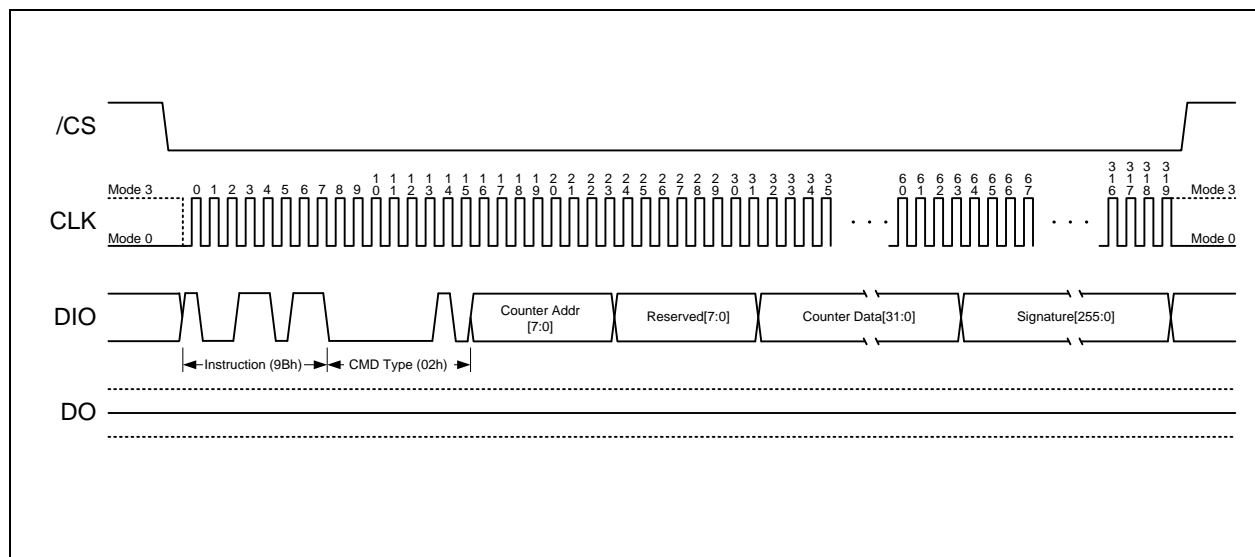 /CS
Mode 3
0 1 2 3 4 5 6 7 8 9 10 11 12 13 14 15 16 17 18 19 20 21 22 23 24 25 26 27 28 29 30 31 32 33 34 35 60 61 62 63 64 65 66 67 316 317 318 319
Mode 3
CLK
. . .
. . .
Mode 0
Mode 0
DIO
Counter Addr
[7:0]
Reserved[7:0]
Counter Data[31:0]
Signature[255:0]
Instruction (9Bh)
CMD Type (02h)
DO